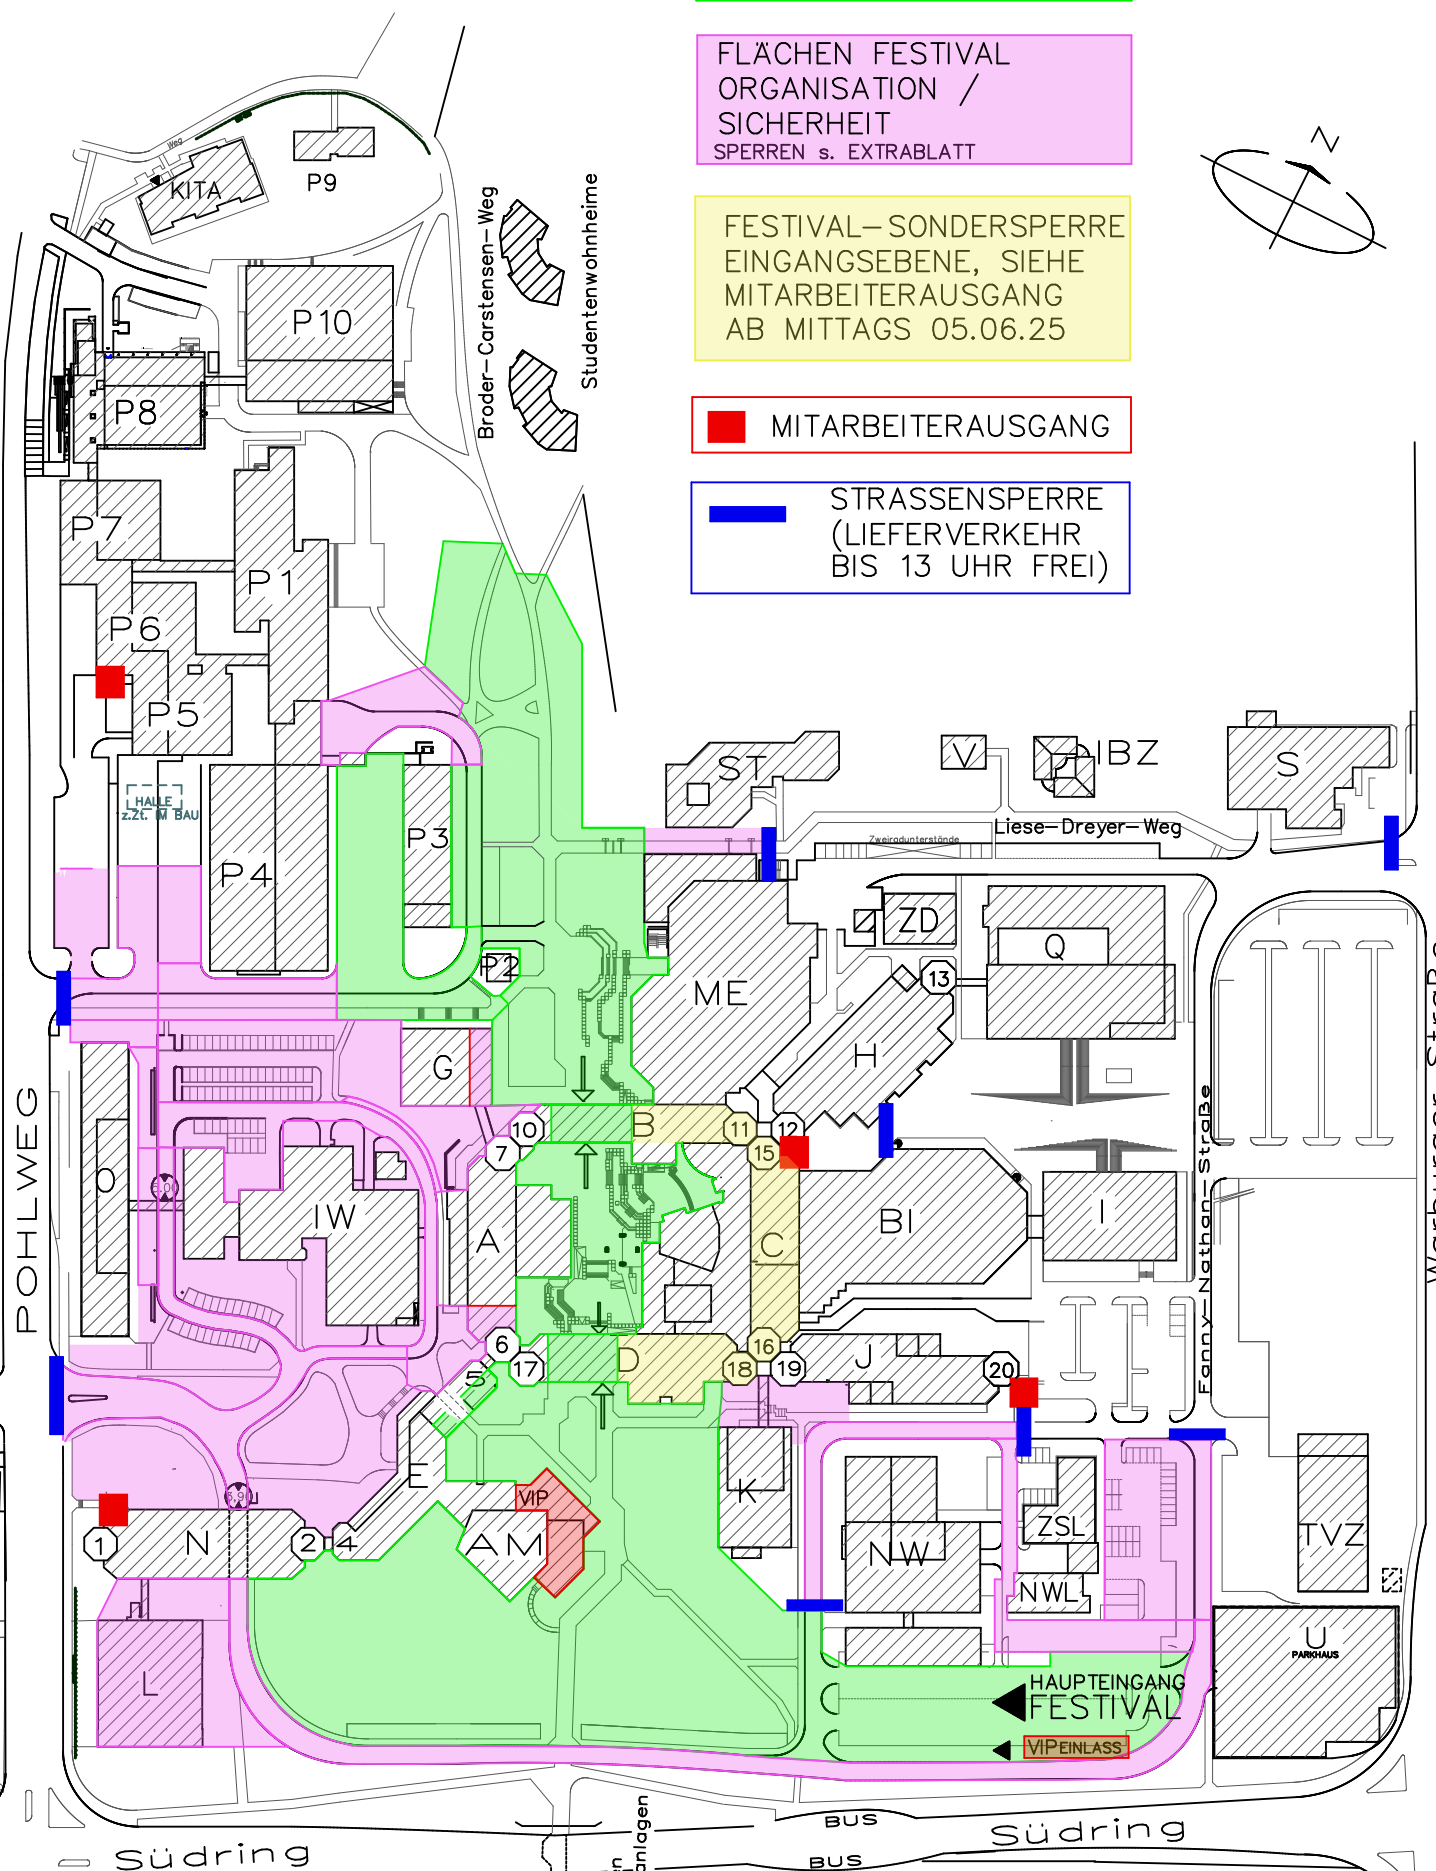 FLÄCHEN FESTIVAL
ORGANISATION /
SICHERHEIT
SPERREN s. EXTRABLATT
FESTIVAL-SONDERSPERRE
EINGANGSEBENE, SIEHE
MITARBEITERAUSGANG
AB MITTAGS 05.06.25
MITARBEITERAUSGANG
STRASSENSPERRE
(LIEFERVERKEHR
BIS 13 UHR FREI)
N
Weg
KITA
P9
Broder-Carstensen-Weg
Studentenwohnheime
P10
P8
P7
P1
P6
P5
HALLE
z.Zt. IM BAU
P3
P4
P2
ST
V
IBZ
S
Liese-Dreyer-Weg
Zweiradunterstände
ZD
Q
ME
13
H
G
POHLWEG
O
IW
10
7
B
11
12
15
A
C
BI
I
Fanny-Nathan-Straße
Warburger Straße
6
17
5
D
18
16
19
J
20
E
K
VIP
AM
N
1
2
4
L
NW
ZSL
NWL
TVZ
U
PARKHAUS
HAUPTEINGANG
FESTIVAL
VIP EINLASS
BUS
Südring
Südring
BUS
anlagen